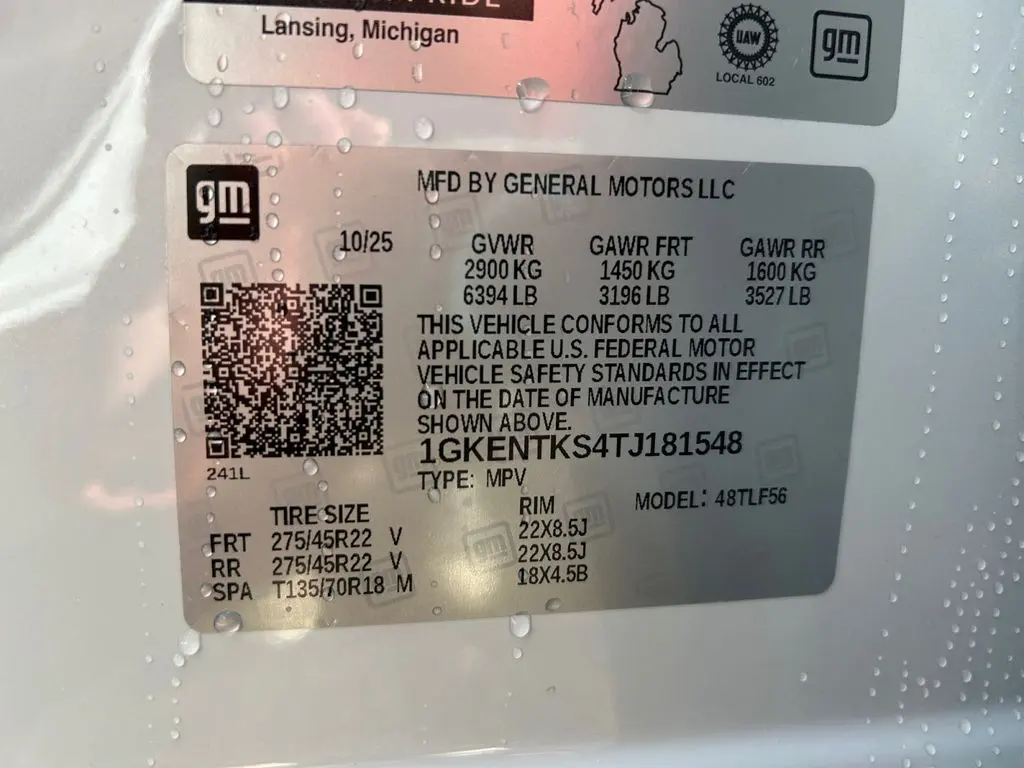 RIDE
Lansing, Michigan
UAW
LOCAL 602
gm
gm
MFD BY GENERAL MOTORS LLC
10/25
GVWR GAWR FRT GAWR RR
2900 KG 1450 KG 1600 KG
6394 LB 3196 LB 3527 LB
THIS VEHICLE CONFORMS TO ALL
APPLICABLE U.S. FEDERAL MOTOR
VEHICLE SAFETY STANDARDS IN EFFECT
ON THE DATE OF MANUFACTURE
SHOWN ABOVE.
1GKENTKS4TJ181548
241L
TYPE: MPV
MODEL: 48TLF56
TIRE SIZE RIM
FRT 275/45R22 V 22X8.5J
RR 275/45R22 V 22X8.5J
SPA T135/70R18 M 18X4.5B